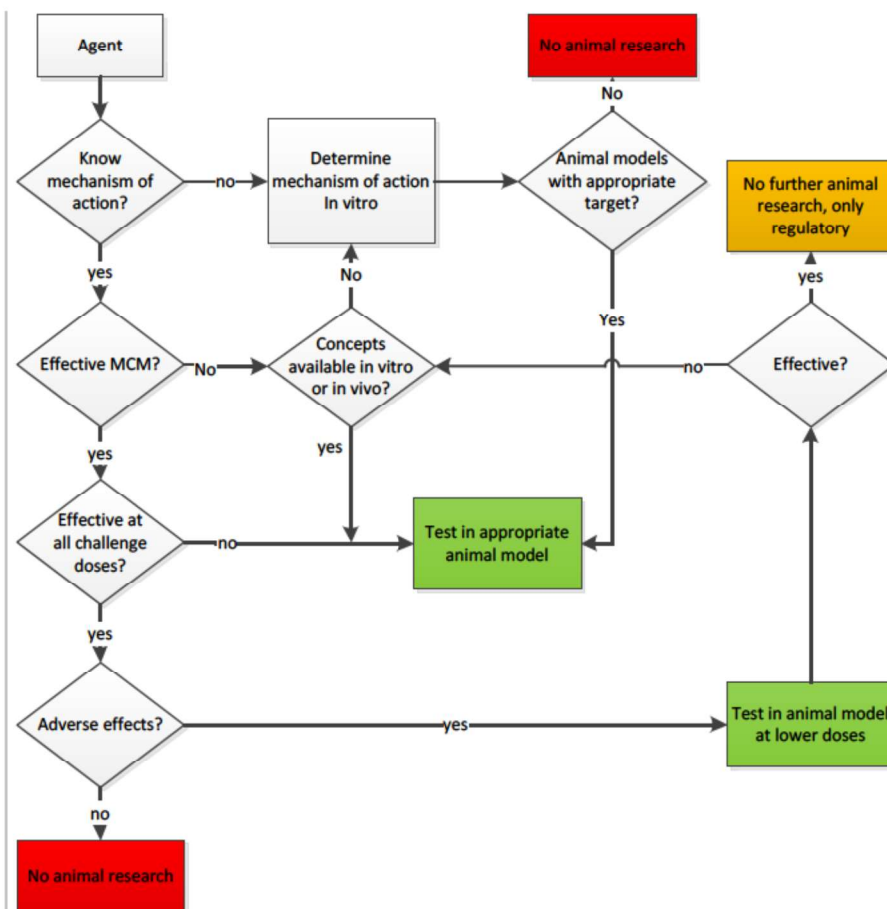 Agent
No animal research
No
Know
mechanism of
action?
no
Determine
mechanism of action
In vitro
Animal models
with appropriate
target?
No further animal
research, only
regulatory
yes
No
Yes
yes
Effective MCM?
No
Concepts
available in vitro
or in vivo?
no
Effective?
yes
yes
Effective at
all challenge
doses?
no
Test in appropriate
animal model
yes
Adverse effects?
yes
Test in animal model
at lower doses
no
No animal research